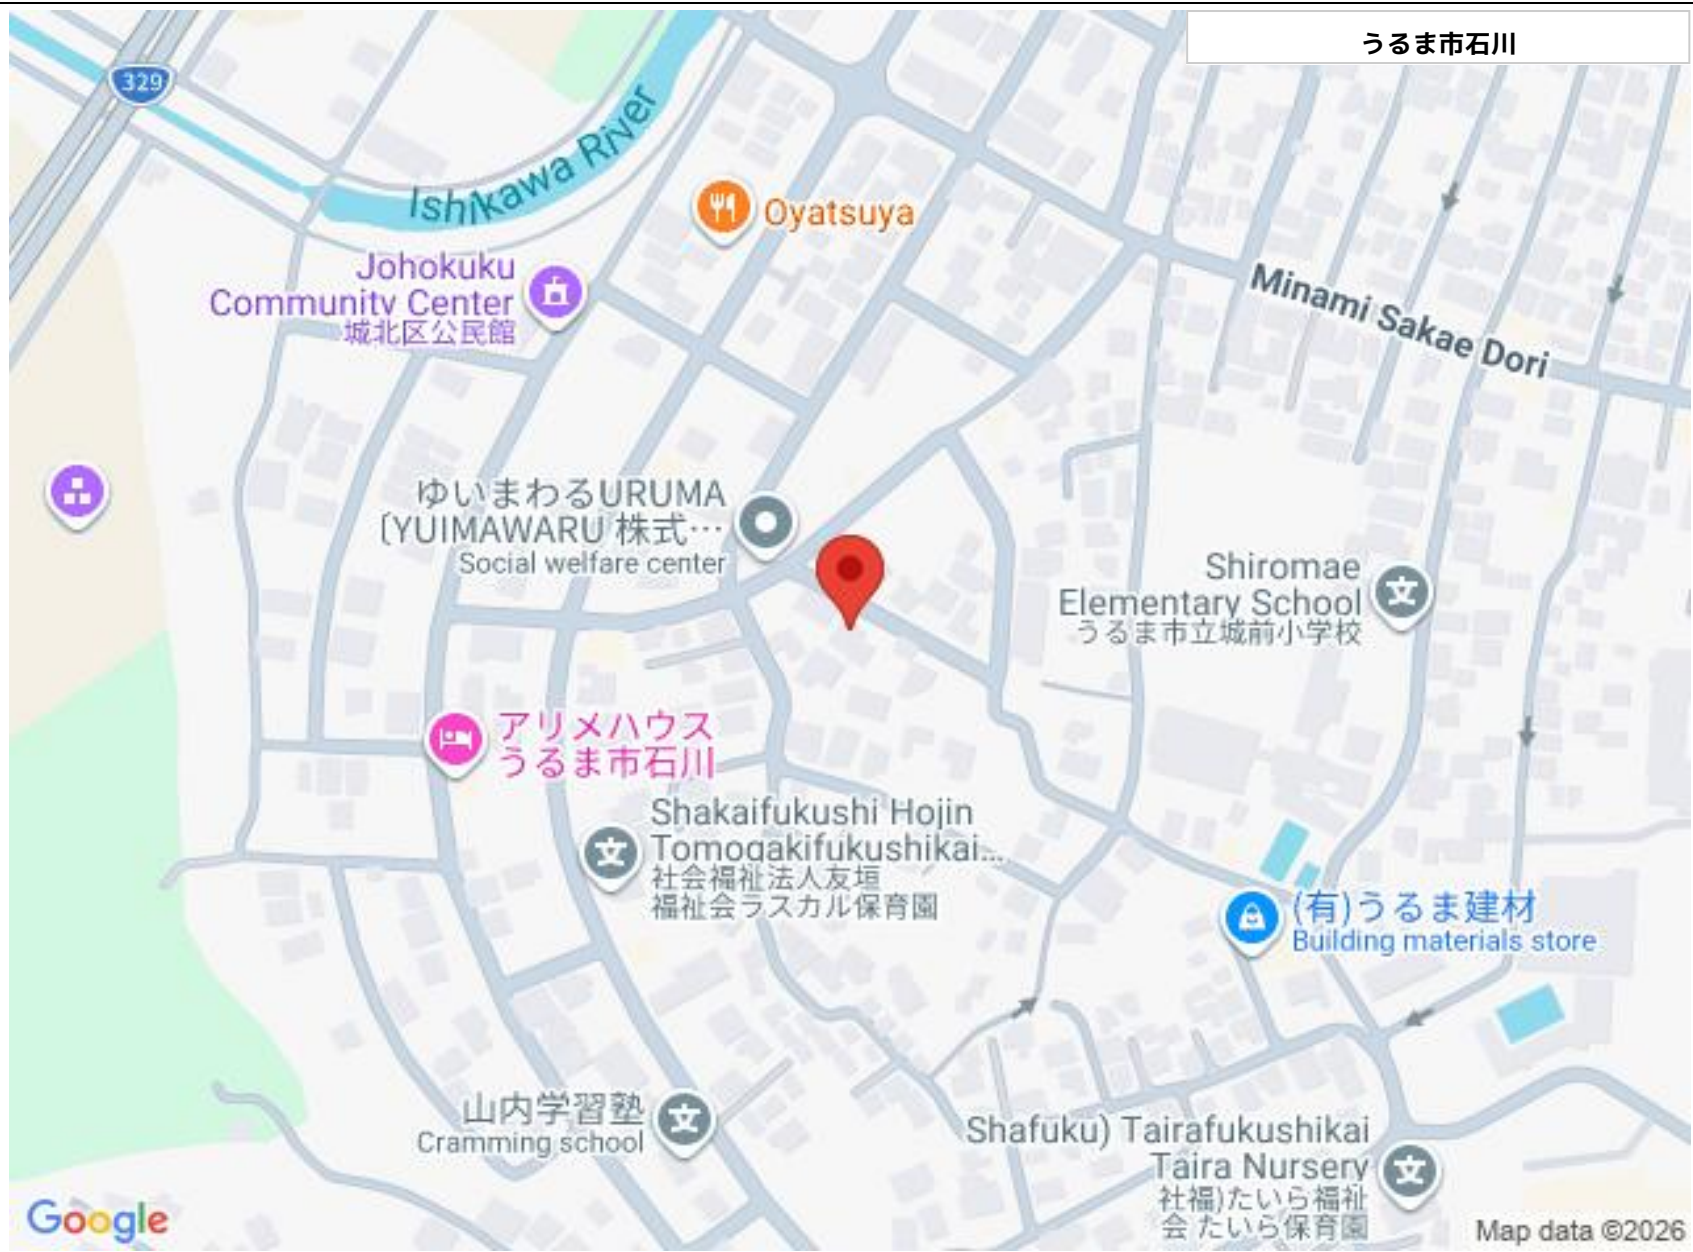 うるま市石川
329
Ishikawa River
Oyatsuya
Johokuku
Community Center
城北区公民館
Minami Sakae Dori
ゆいまわるURUMA
〔YUIMAWARU 株式…
Social welfare center
Shiromae
Elementary School
うるま市立城前小学校
アリメハウス
うるま市石川
Shakaifukushi Hojin
Tomogakifukushikai...
社会福祉法人友垣
福祉会ラスカル保育園
(有)うるま建材
Building materials store
山内学習塾
Cramming school
Shafuku) Tairafukushikai
Taira Nursery
社福)たいら福祉
会 たいら保育園
Google
Map data ©2026